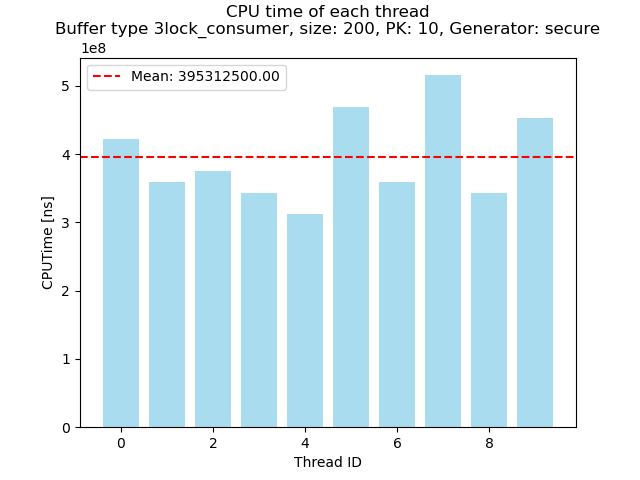 CPU time of each thread
Buffer type 3lock_consumer, size: 200, PK: 10, Generator: secure
1e8
Mean: 395312500.00
5
4
3
2
1
0
CPUTime [ns]
0 2 4 6 8
Thread ID